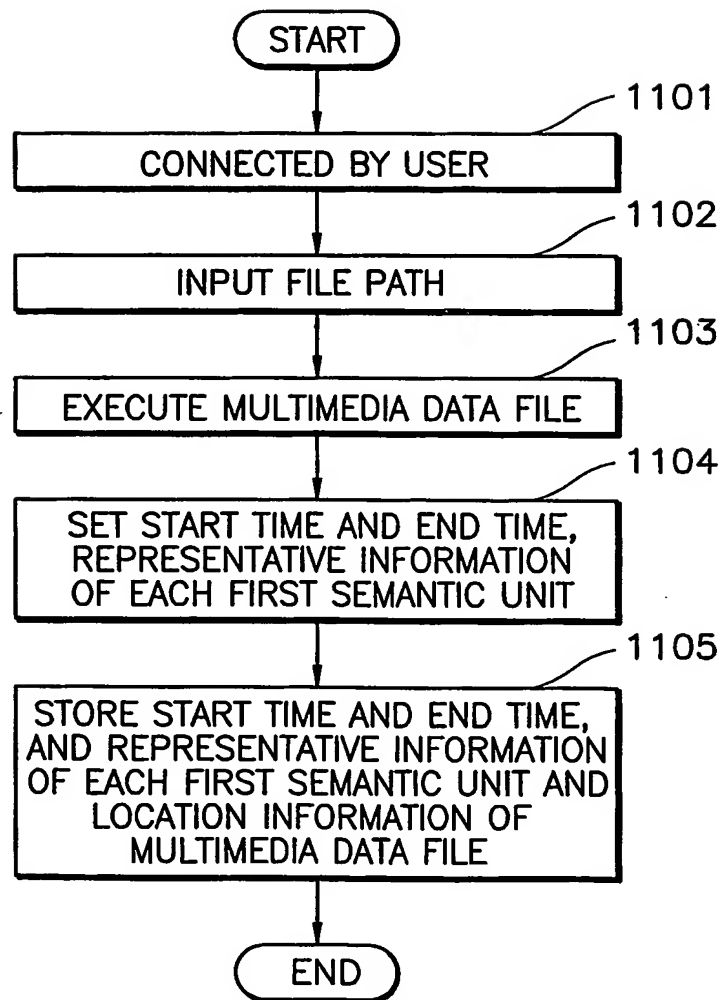 START
1101
CONNECTED BY USER
1102
INPUT FILE PATH
1103
EXECUTE MULTIMEDIA DATA FILE
1104
SET START TIME AND END TIME,
REPRESENTATIVE INFORMATION
OF EACH FIRST SEMANTIC UNIT
1105
STORE START TIME AND END TIME,
AND REPRESENTATIVE INFORMATION
OF EACH FIRST SEMANTIC UNIT AND
LOCATION INFORMATION OF
MULTIMEDIA DATA FILE
END